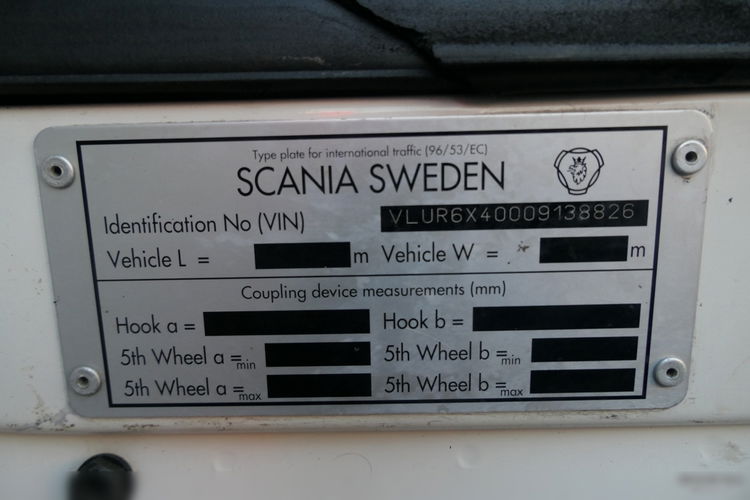 Type plate for international traffic (96/53/EC)
SCANIA SWEDEN
Identification No (VIN) VLUR6X40009138826
Vehicle L = m Vehicle W = m
Coupling device measurements (mm)
Hook a = Hook b =
5th Wheel a =min 5th Wheel b =min
5th Wheel a =max 5th Wheel b =max